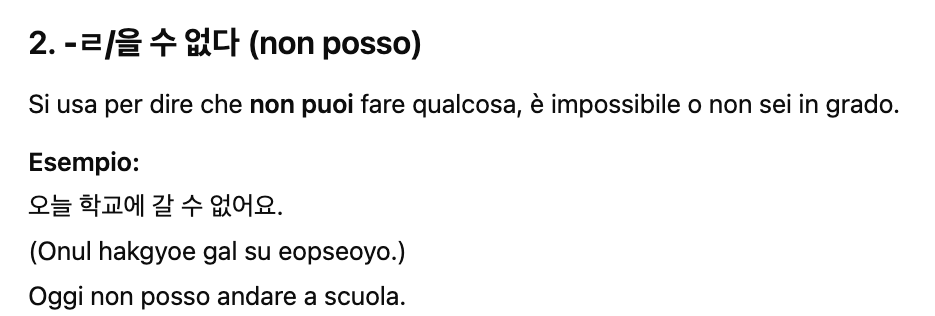 2. -ㄹ/을 수 없다 (non posso)
Si usa per dire che non puoi fare qualcosa, è impossibile o non sei in grado.
Esempio:
오늘 학교에 갈 수 없어요.
(Onul hakgyoe gal su eopseoyo.)
Oggi non posso andare a scuola.